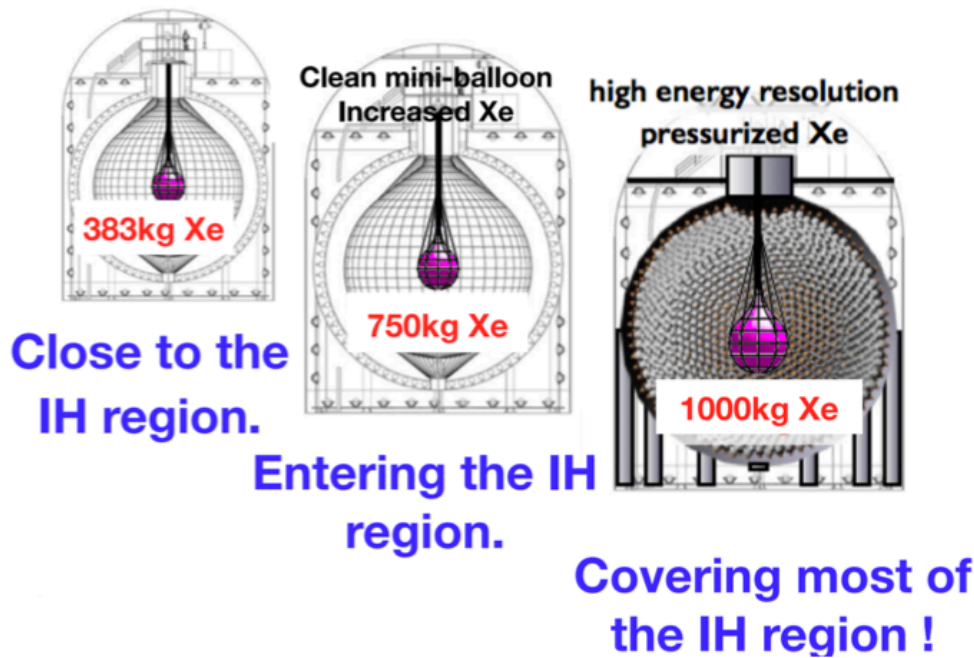 383kg Xe
Close to the
IH region.
Clean mini-balloon
Increased Xe
750kg Xe
Entering the IH
region.
high energy resolution
pressurized Xe
1000kg Xe
Covering most of
the IH region !